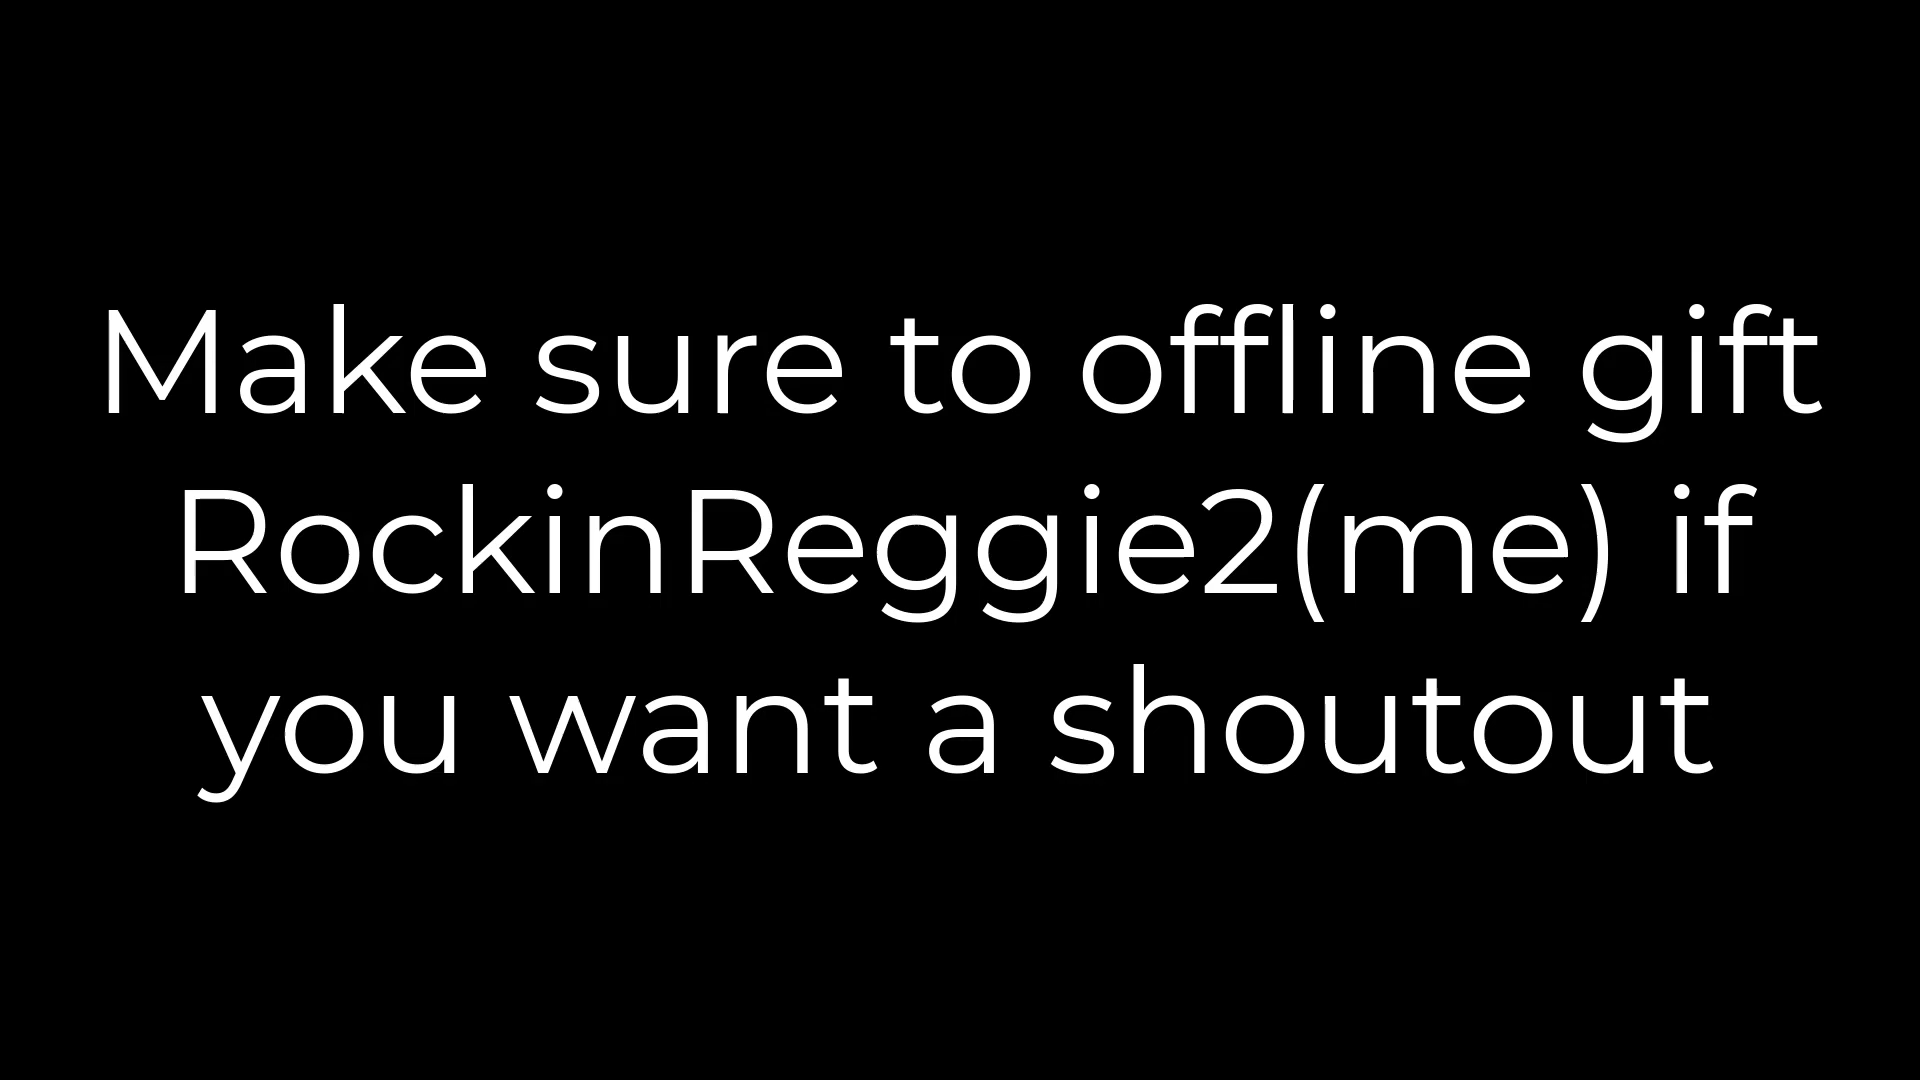 Make sure to offline gift
RockinReggie2(me) if
you want a shoutout